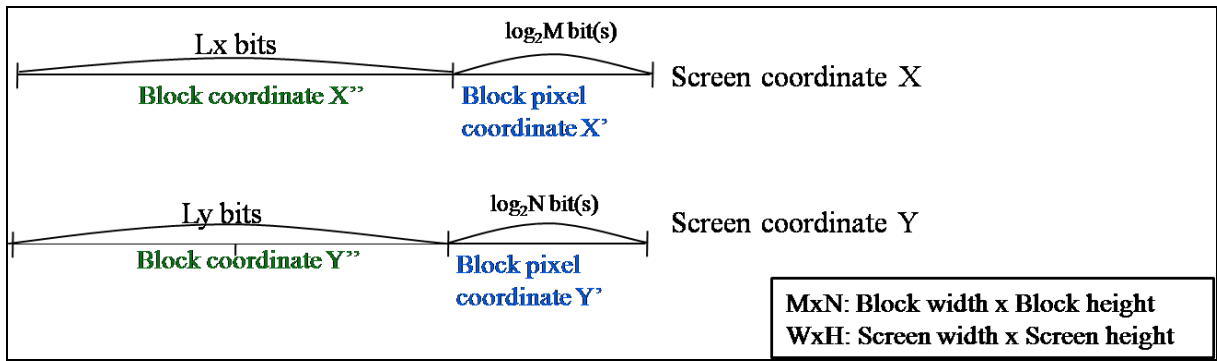 Lx bits
log₂M bit(s)
Screen coordinate X
Block coordinate X”
Block pixel
coordinate X’
Ly bits
log₂N bit(s)
Screen coordinate Y
Block coordinate Y”
Block pixel
coordinate Y’
MxN: Block width x Block height
WxH: Screen width x Screen height